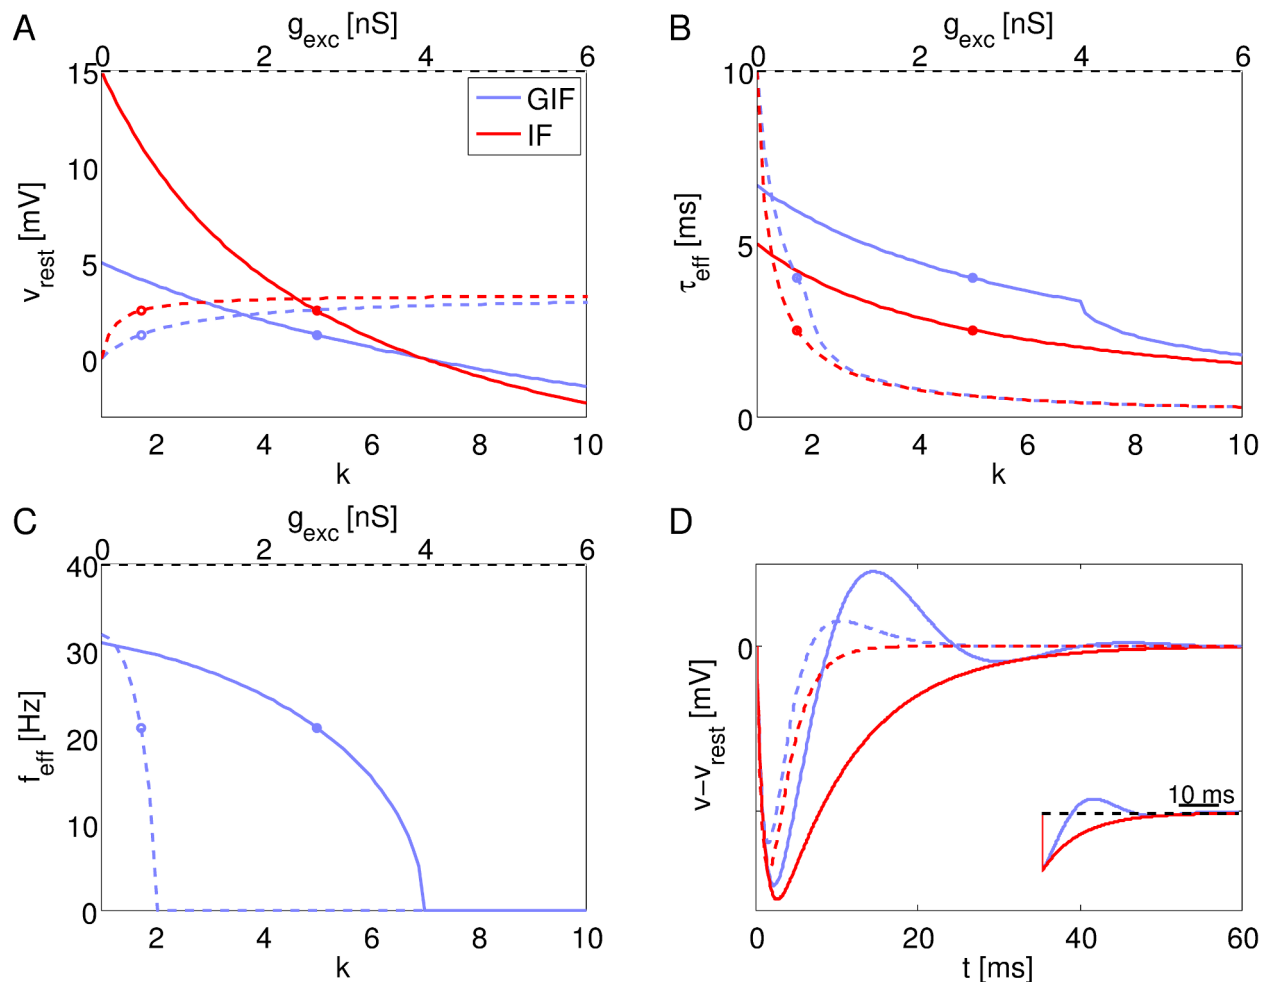 A
g_exc [nS]
0 2 4 6
15
10
5
0
v_rest [mV]
GIF
IF
2 4 6 8 10
k
B
g_exc [nS]
0 2 4 6
10
5
0
τ_eff [ms]
2 4 6 8 10
k
C
g_exc [nS]
0 2 4 6
40
30
20
10
0
f_eff [Hz]
2 4 6 8 10
k
D
0
v−v_rest [mV]
10 ms
0 20 40 60
t [ms]